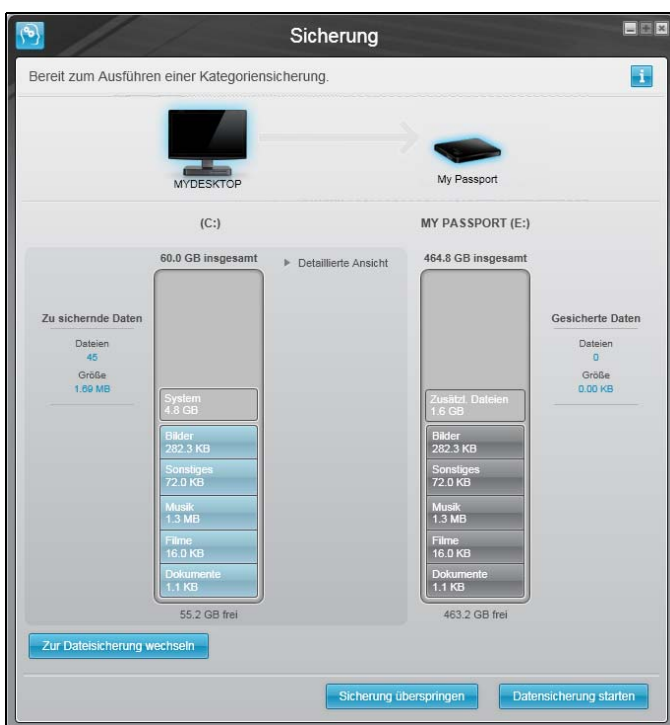 Sicherung
Bereit zum Ausführen einer Kategoriensicherung.
i
MYDESKTOP
My Passport
(C:)
MY PASSPORT (E:)
60.0 GB insgesamt
Detaillierte Ansicht
464.8 GB insgesamt
Zu sichernde Daten
Dateien
45
Größe
1.69 MB
System
4.8 GB
Bilder
282.3 KB
Sonstiges
72.0 KB
Musik
1.3 MB
Filme
16.0 KB
Dokumente
1.1 KB
55.2 GB frei
Zusätzl. Dateien
1.6 GB
Bilder
282.3 KB
Sonstiges
72.0 KB
Musik
1.3 MB
Filme
16.0 KB
Dokumente
1.1 KB
463.2 GB frei
Gesicherte Daten
Dateien
0
Größe
0.00 KB
Zur Dateisicherung wechseln
Sicherung überspringen
Datensicherung starten